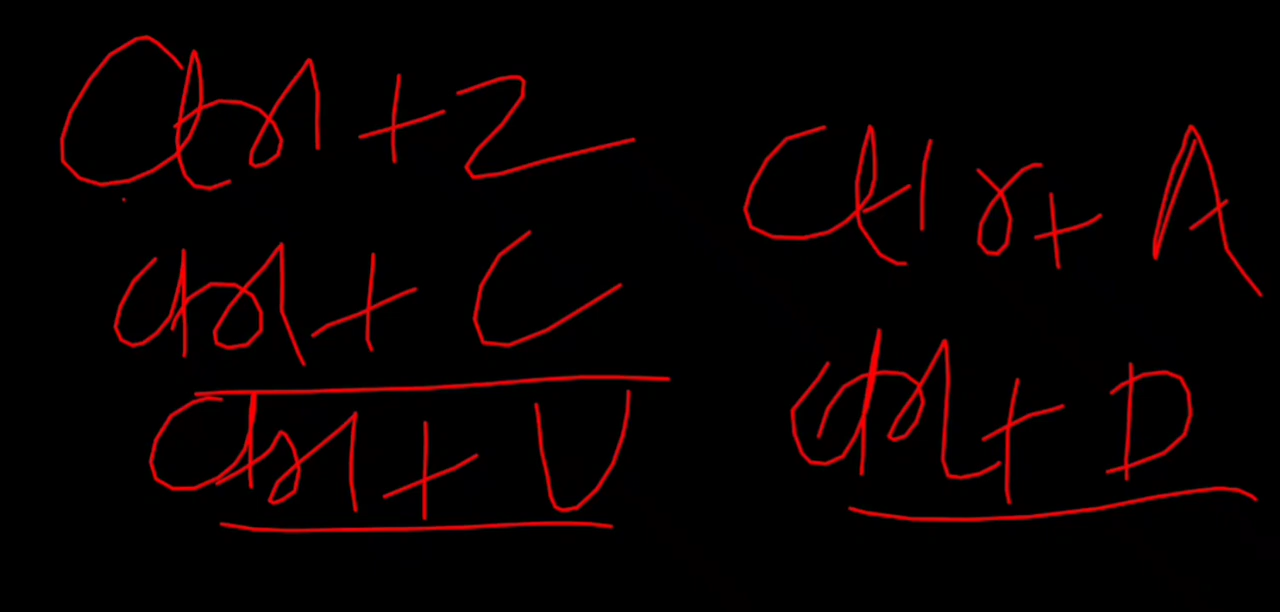 Ctrl + Z
Ctrl + C
Ctrl + V
Ctrl + A
Ctrl + D